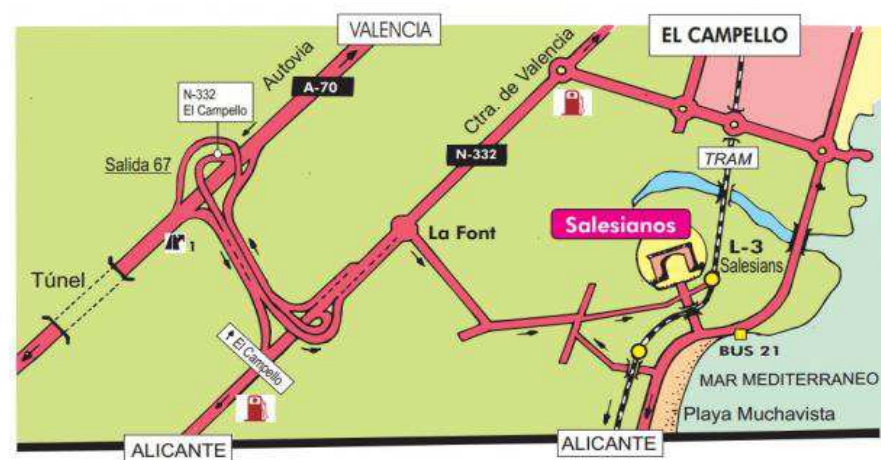 VALENCIA
EL CAMPELLO
Autovia
A-70
Ctra. de Valencia
N-332
El Campello
Salida 67
N-332
TRAM
Salesianos
La Font
L-3
Salesians
1
Túnel
El Campello
BUS 21
MAR MEDITERRANEO
Playa Muchavista
ALICANTE
ALICANTE